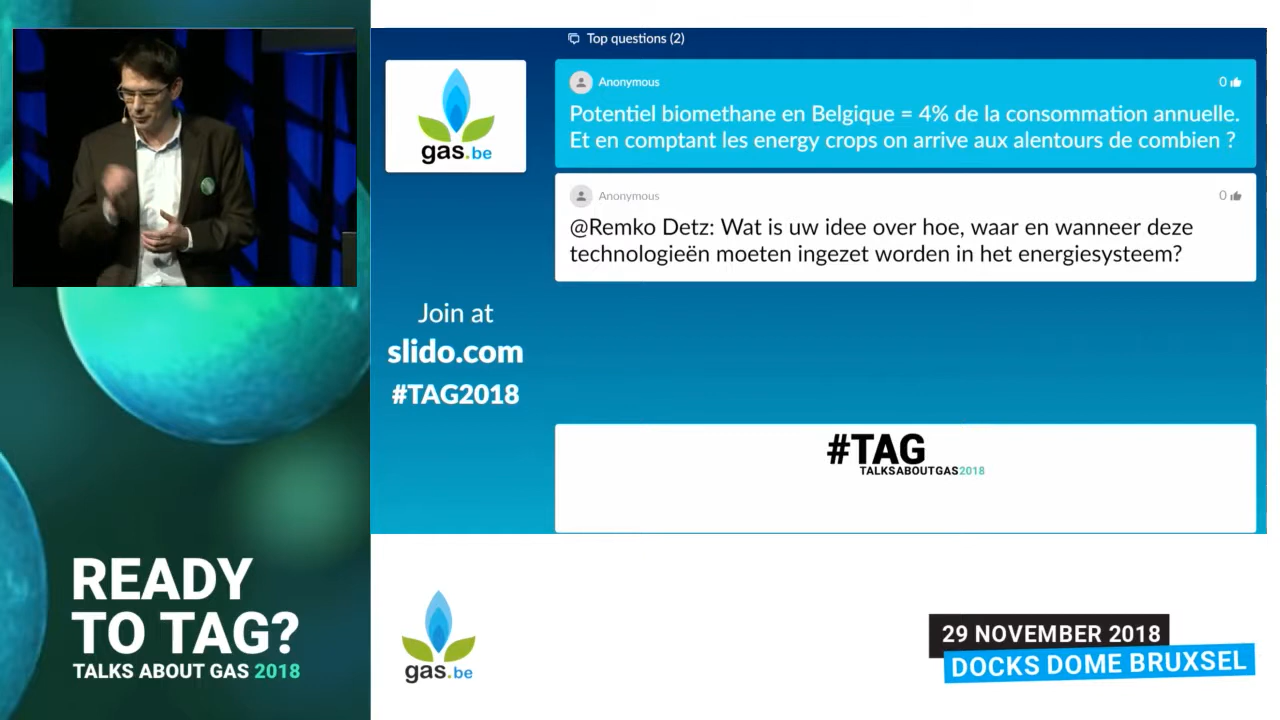 Top questions (2)
Anonymous
0
Potentiel biomethane en Belgique = 4% de la consommation annuelle.
Et en comptant les energy crops on arrive aux alentours de combien ?
gas.be
Anonymous
0
@Remko Detz: Wat is uw idee over hoe, waar en wanneer deze
technologieën moeten ingezet worden in het energiesysteem?
Join at
slido.com
#TAG2018
#TAG
TALKSABOUTGAS2018
READY
TO TAG?
TALKS ABOUT GAS 2018
gas.be
29 NOVEMBER 2018
DOCKS DOME BRUXSEL